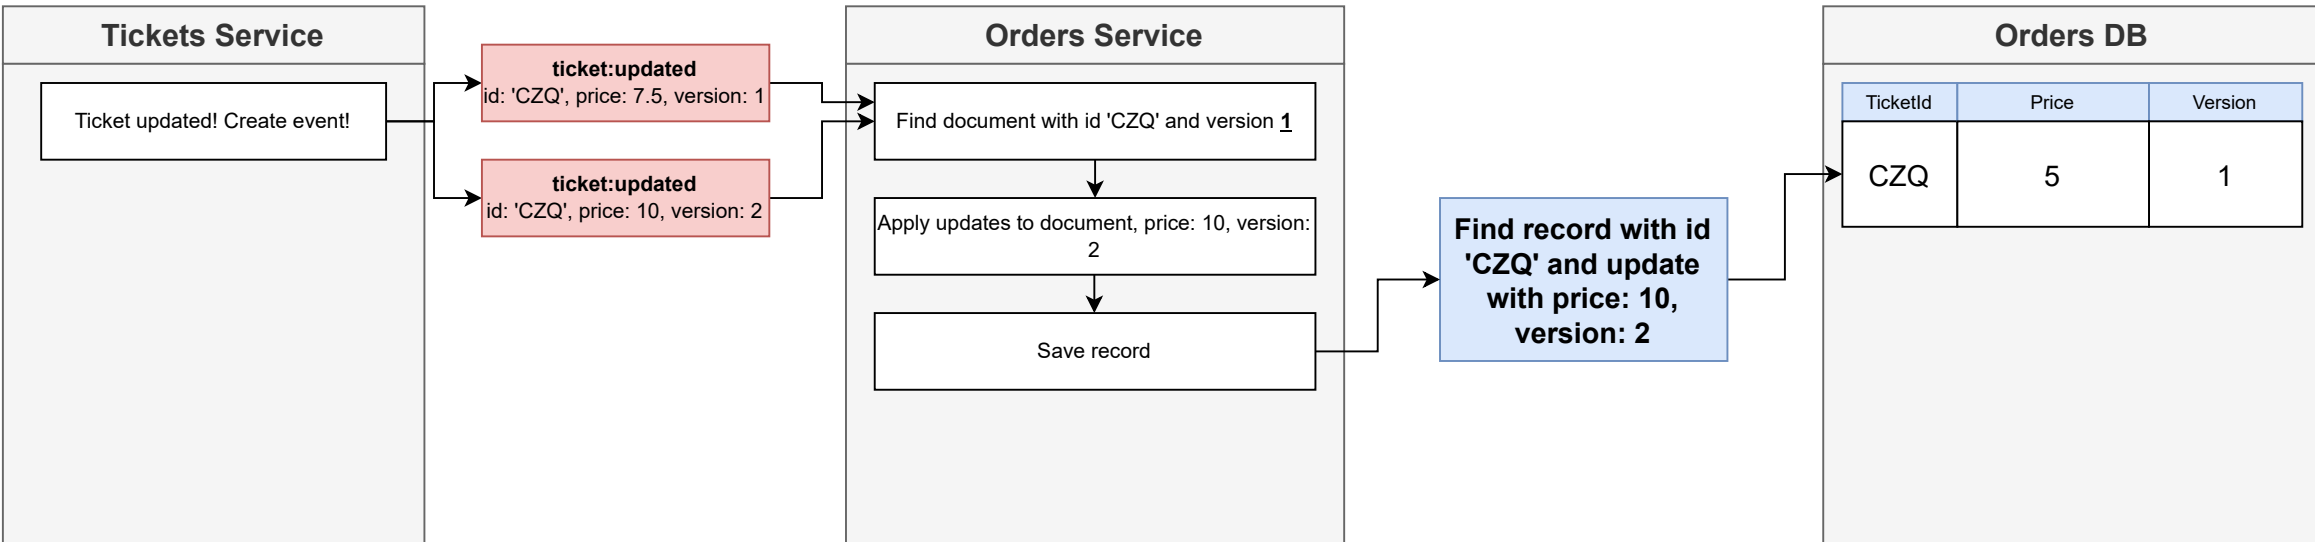 Tickets Service
Ticket updated! Create event!
ticket:updated
id: 'CZQ', price: 7.5, version: 1
ticket:updated
id: 'CZQ', price: 10, version: 2
Orders Service
Find document with id 'CZQ' and version 1
Apply updates to document, price: 10, version:
2
Save record
Find record with id
'CZQ' and update
with price: 10,
version: 2
Orders DB
TicketId Price Version
CZQ 5 1